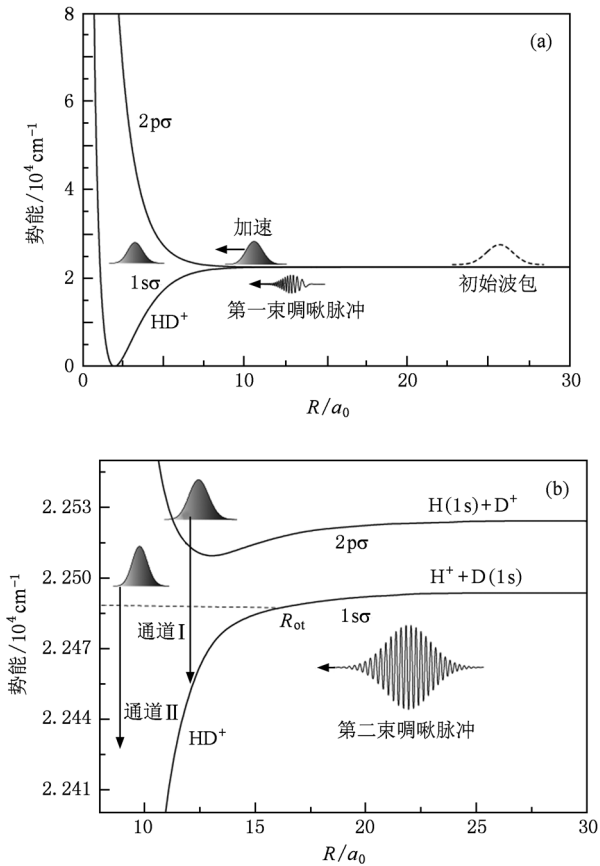 (a)
8
6
4
2
0
势能/10⁴cm⁻¹
2pσ
加速
1sσ
HD⁺
第一束啁啾脉冲
初始波包
0
5
10
15
20
25
30
R/a₀
(b)
2.253
2.250
2.247
2.244
2.241
势能/10⁴cm⁻¹
H(1s)+D⁺
2pσ
H⁺+D(1s)
1sσ
R_ot
通道Ⅰ
通道Ⅱ
HD⁺
第二束啁啾脉冲
10
15
20
25
30
R/a₀